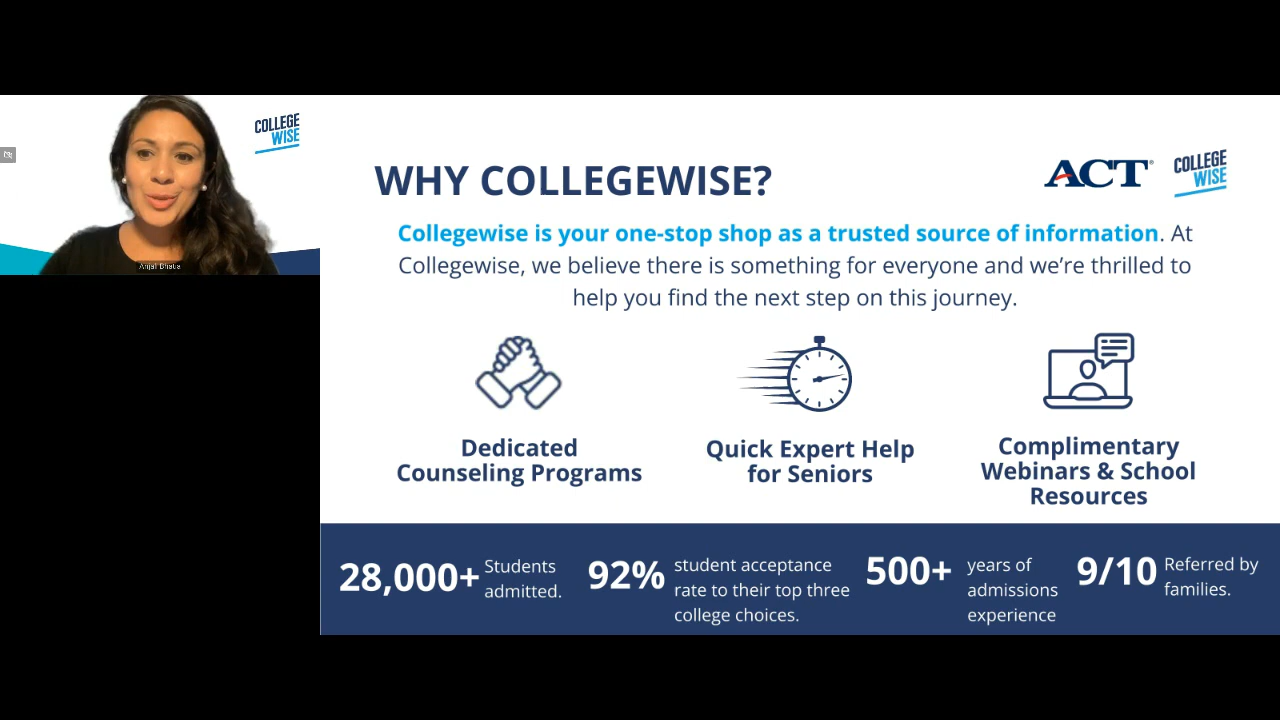 COLLEGE
WISE
Anjali Bhatia
WHY COLLEGEWISE?
ACT®
COLLEGE
WISE
Collegewise is your one-stop shop as a trusted source of information. At
Collegewise, we believe there is something for everyone and we’re thrilled to
help you find the next step on this journey.
Dedicated
Counseling Programs
Quick Expert Help
for Seniors
Complimentary
Webinars & School
Resources
28,000+ Students
admitted.
92% student acceptance
rate to their top three
college choices.
500+ years of
admissions
experience
9/10 Referred by
families.